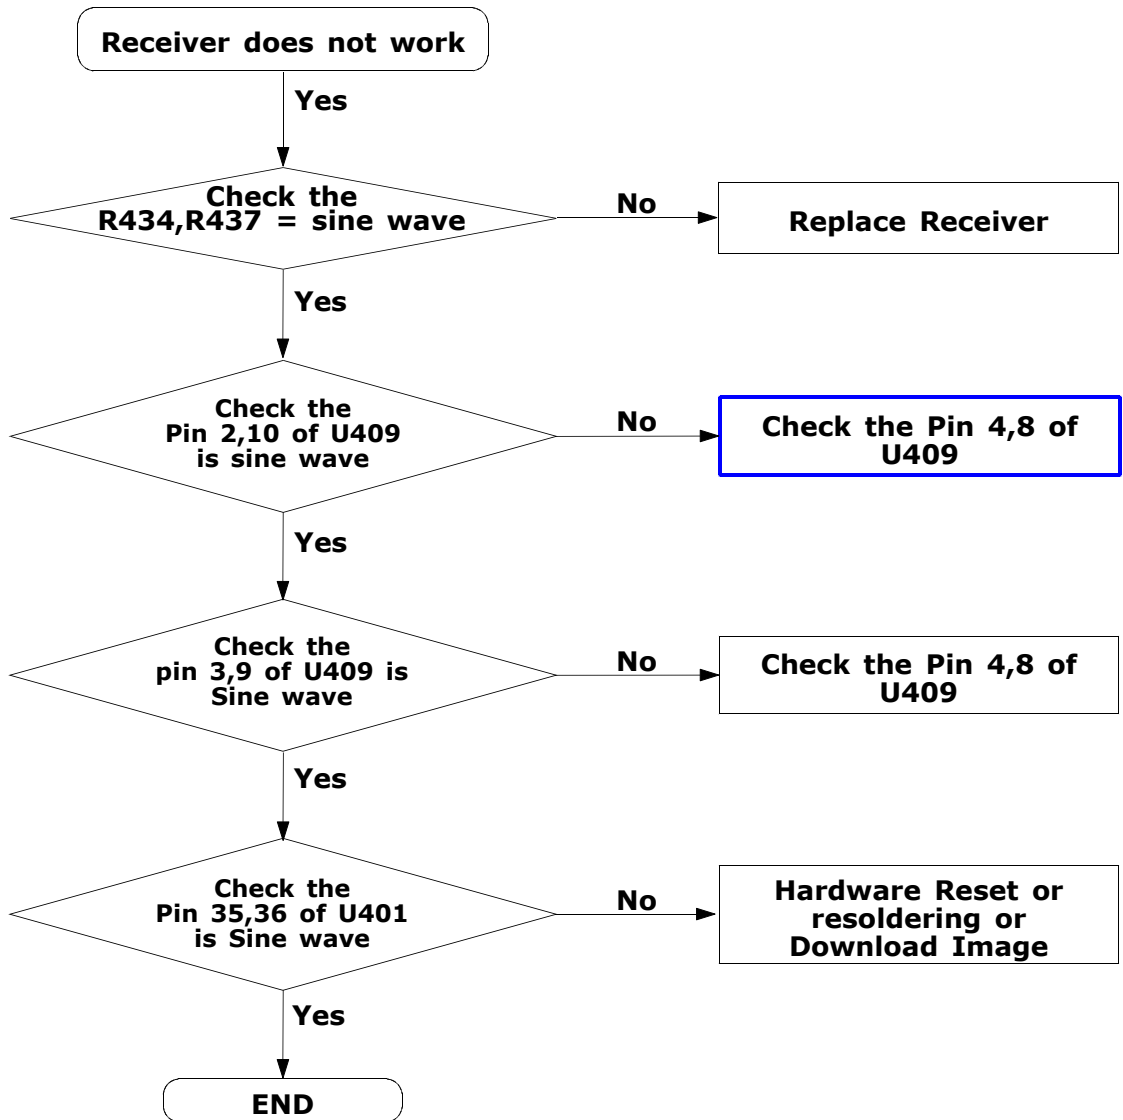 Receiver does not work
Yes
Check the
R434,R437 = sine wave
No
Replace Receiver
Yes
Check the
Pin 2,10 of U409
is sine wave
No
Check the Pin 4,8 of
U409
Yes
Check the
pin 3,9 of U409 is
Sine wave
No
Check the Pin 4,8 of
U409
Yes
Check the
Pin 35,36 of U401
is Sine wave
No
Hardware Reset or
resoldering or
Download Image
Yes
END